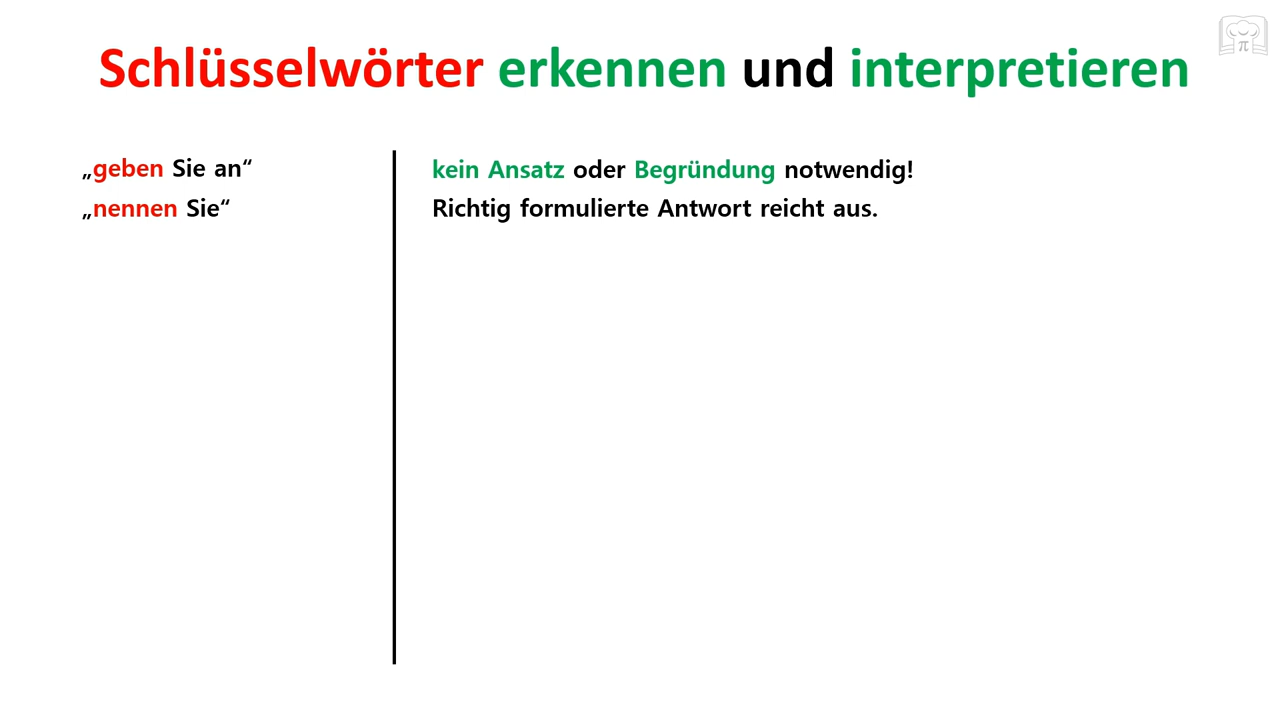 Schlüsselwörter erkennen und interpretieren
„geben Sie an“
„nennen Sie“
kein Ansatz oder Begründung notwendig!
Richtig formulierte Antwort reicht aus.
π